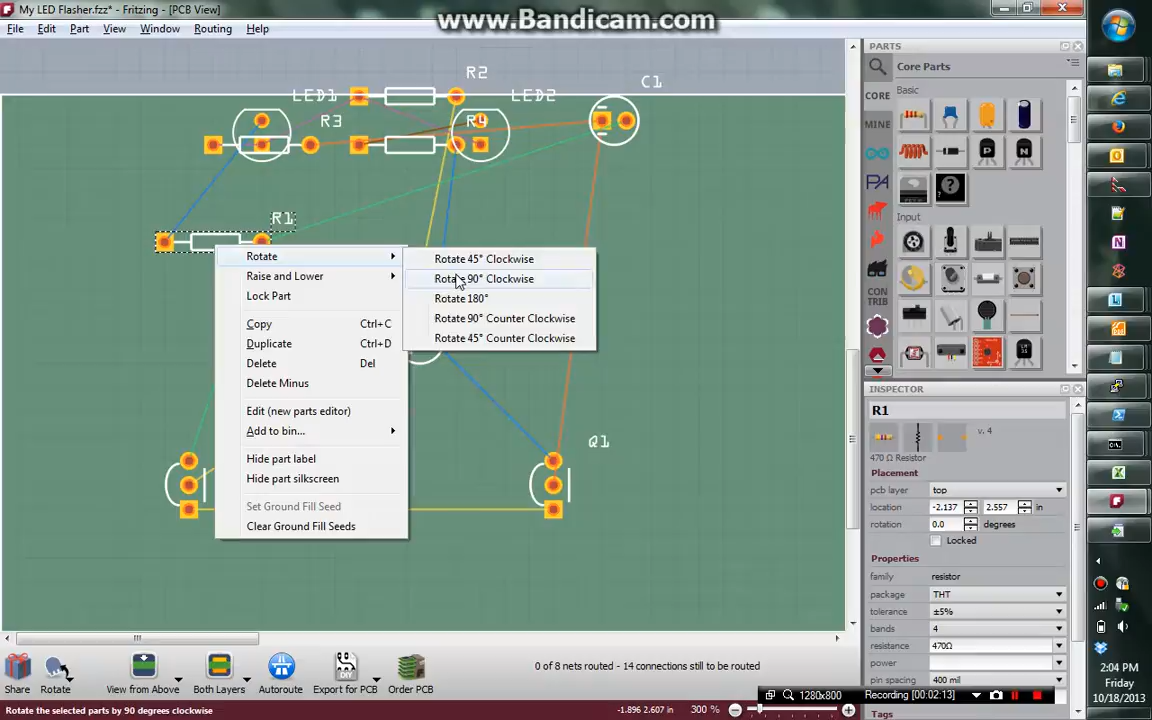 My LED Flasher.fzz* - Fritzing - [PCB View]
www.Bandicam.com
File Edit Part View Window Routing Help
R2
LED1
LED2
C1
R3
R4
R1
Q1
Rotate
Raise and Lower
Lock Part
Copy Ctrl+C
Duplicate Ctrl+D
Delete Del
Delete Minus
Edit (new parts editor)
Add to bin...
Hide part label
Hide part silkscreen
Set Ground Fill Seed
Clear Ground Fill Seeds
Rotate 45° Clockwise
Rotate 90° Clockwise
Rotate 180°
Rotate 90° Counter Clockwise
Rotate 45° Counter Clockwise
PARTS
Core Parts
CORE
MINE
PA
CON
TRIB
Basic
P
N
?
Input
INSPECTOR
R1
v. 4
470 Ω Resistor
Placement
pcb layer top
location -2.137 2.557 in
rotation 0.0 degrees
Locked
Properties
family resistor
package THT
tolerance ±5%
bands 4
resistance 470Ω
power
pin spacing 400 mil
Tags
Share
Rotate
View from Above
Both Layers
Autoroute
DIY
Export for PCB
Order PCB
0 of 8 nets routed - 14 connections still to be routed
1280x800 Recording [00:02:13]
Rotate the selected parts by 90 degrees clockwise
-1.896 2.607 in 300 %
2:04 PM
Friday
10/18/2013